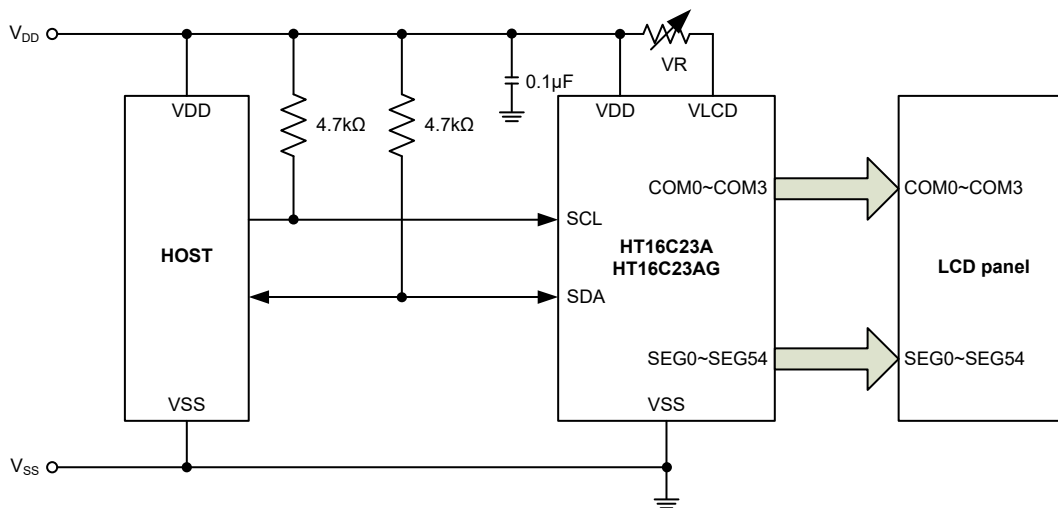 VDD
VR
0.1µF
VDD
4.7kΩ
4.7kΩ
VDD
VLCD
COM0~COM3
COM0~COM3
SCL
HOST
HT16C23A
HT16C23AG
LCD panel
SDA
SEG0~SEG54
SEG0~SEG54
VSS
VSS
VSS